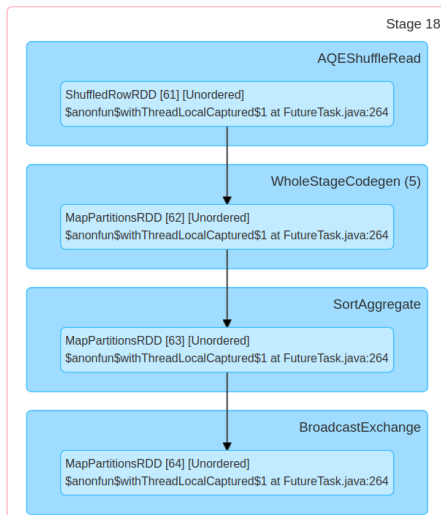 Stage 18
AQEShuffleRead
ShuffledRowRDD [61] [Unordered]
$anonfun$withThreadLocalCaptured$1 at FutureTask.java:264
WholeStageCodegen (5)
MapPartitionsRDD [62] [Unordered]
$anonfun$withThreadLocalCaptured$1 at FutureTask.java:264
SortAggregate
MapPartitionsRDD [63] [Unordered]
$anonfun$withThreadLocalCaptured$1 at FutureTask.java:264
BroadcastExchange
MapPartitionsRDD [64] [Unordered]
$anonfun$withThreadLocalCaptured$1 at FutureTask.java:264